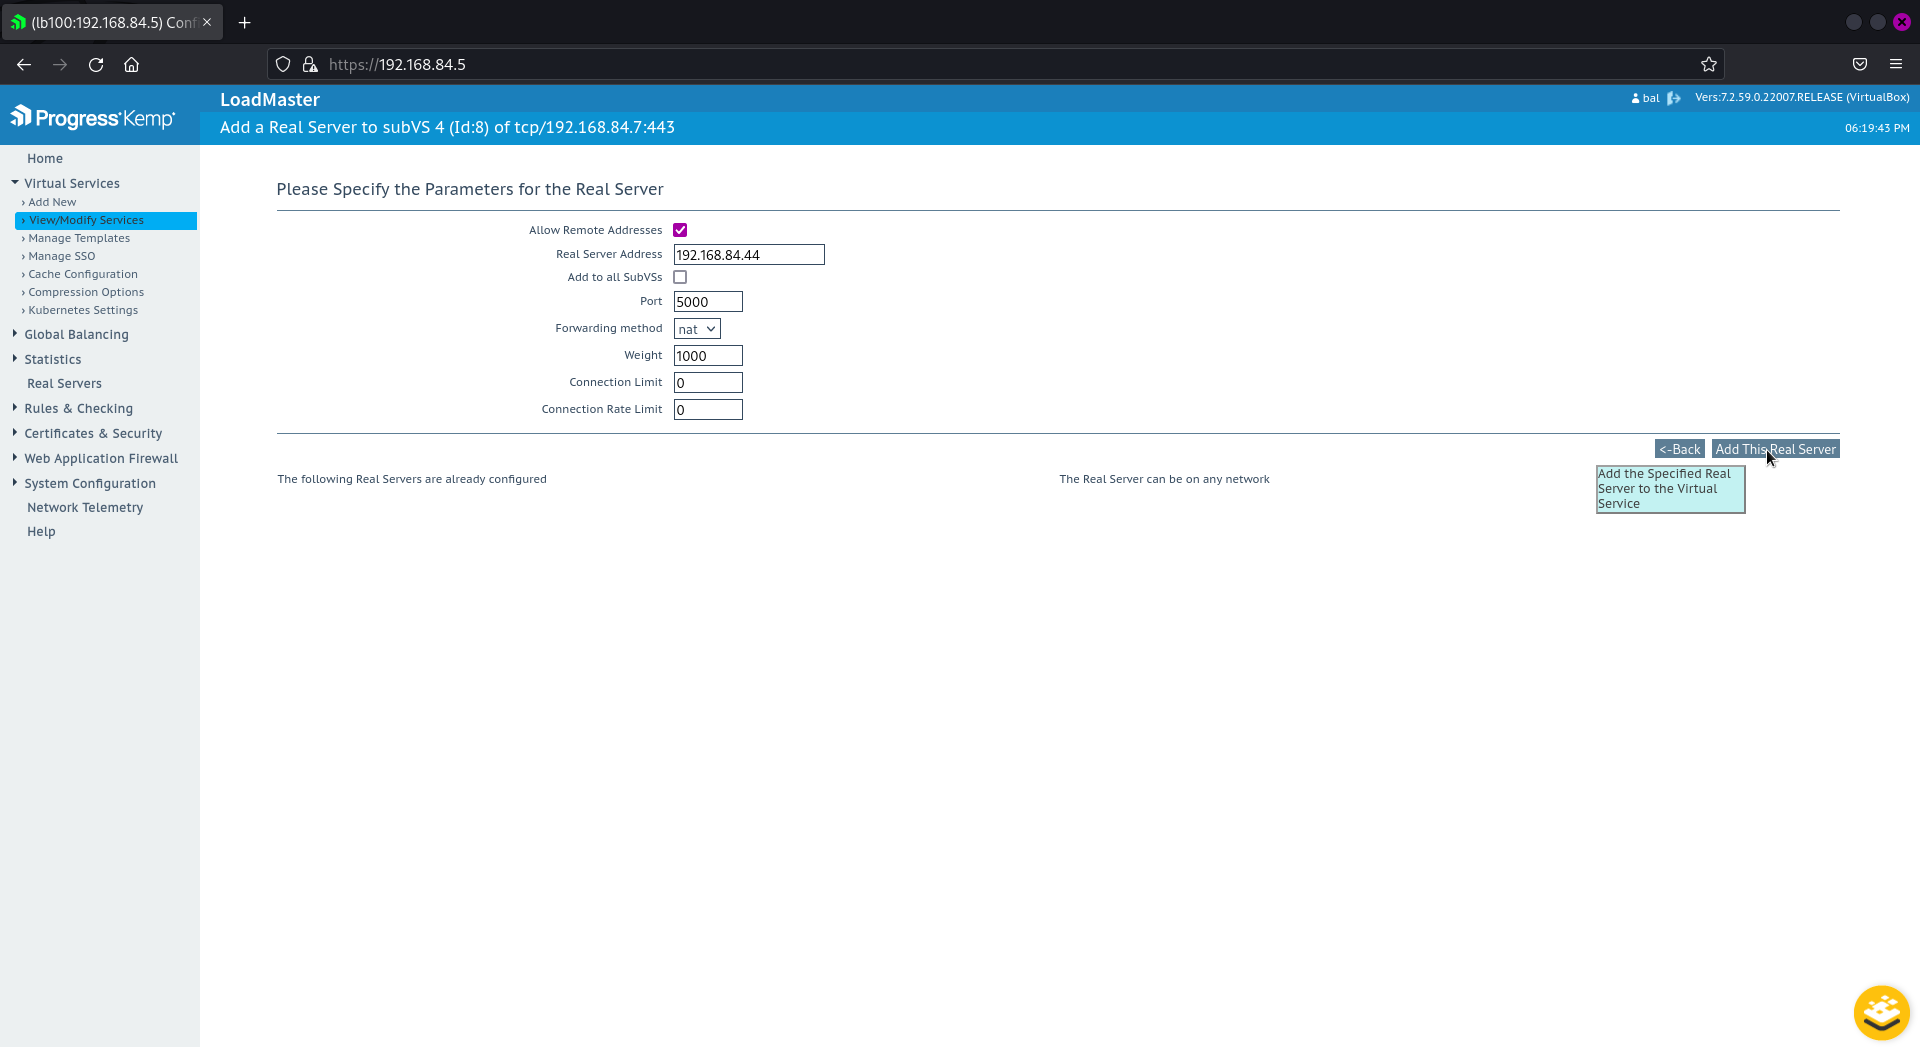 (lb100:192.168.84.5) Conf
https://192.168.84.5
Progress Kemp
LoadMaster
bal
Vers:7.2.59.0.22007.RELEASE (VirtualBox)
Add a Real Server to subVS 4 (Id:8) of tcp/192.168.84.7:443
06:19:43 PM
Home
Virtual Services
› Add New
› View/Modify Services
› Manage Templates
› Manage SSO
› Cache Configuration
› Compression Options
› Kubernetes Settings
Global Balancing
Statistics
Real Servers
Rules & Checking
Certificates & Security
Web Application Firewall
System Configuration
Network Telemetry
Help
Please Specify the Parameters for the Real Server
Allow Remote Addresses
Real Server Address 192.168.84.44
Add to all SubVSs
Port 5000
Forwarding method nat
Weight 1000
Connection Limit 0
Connection Rate Limit 0
<-Back Add This Real Server
The following Real Servers are already configured
The Real Server can be on any network
Add the Specified Real
Server to the Virtual
Service